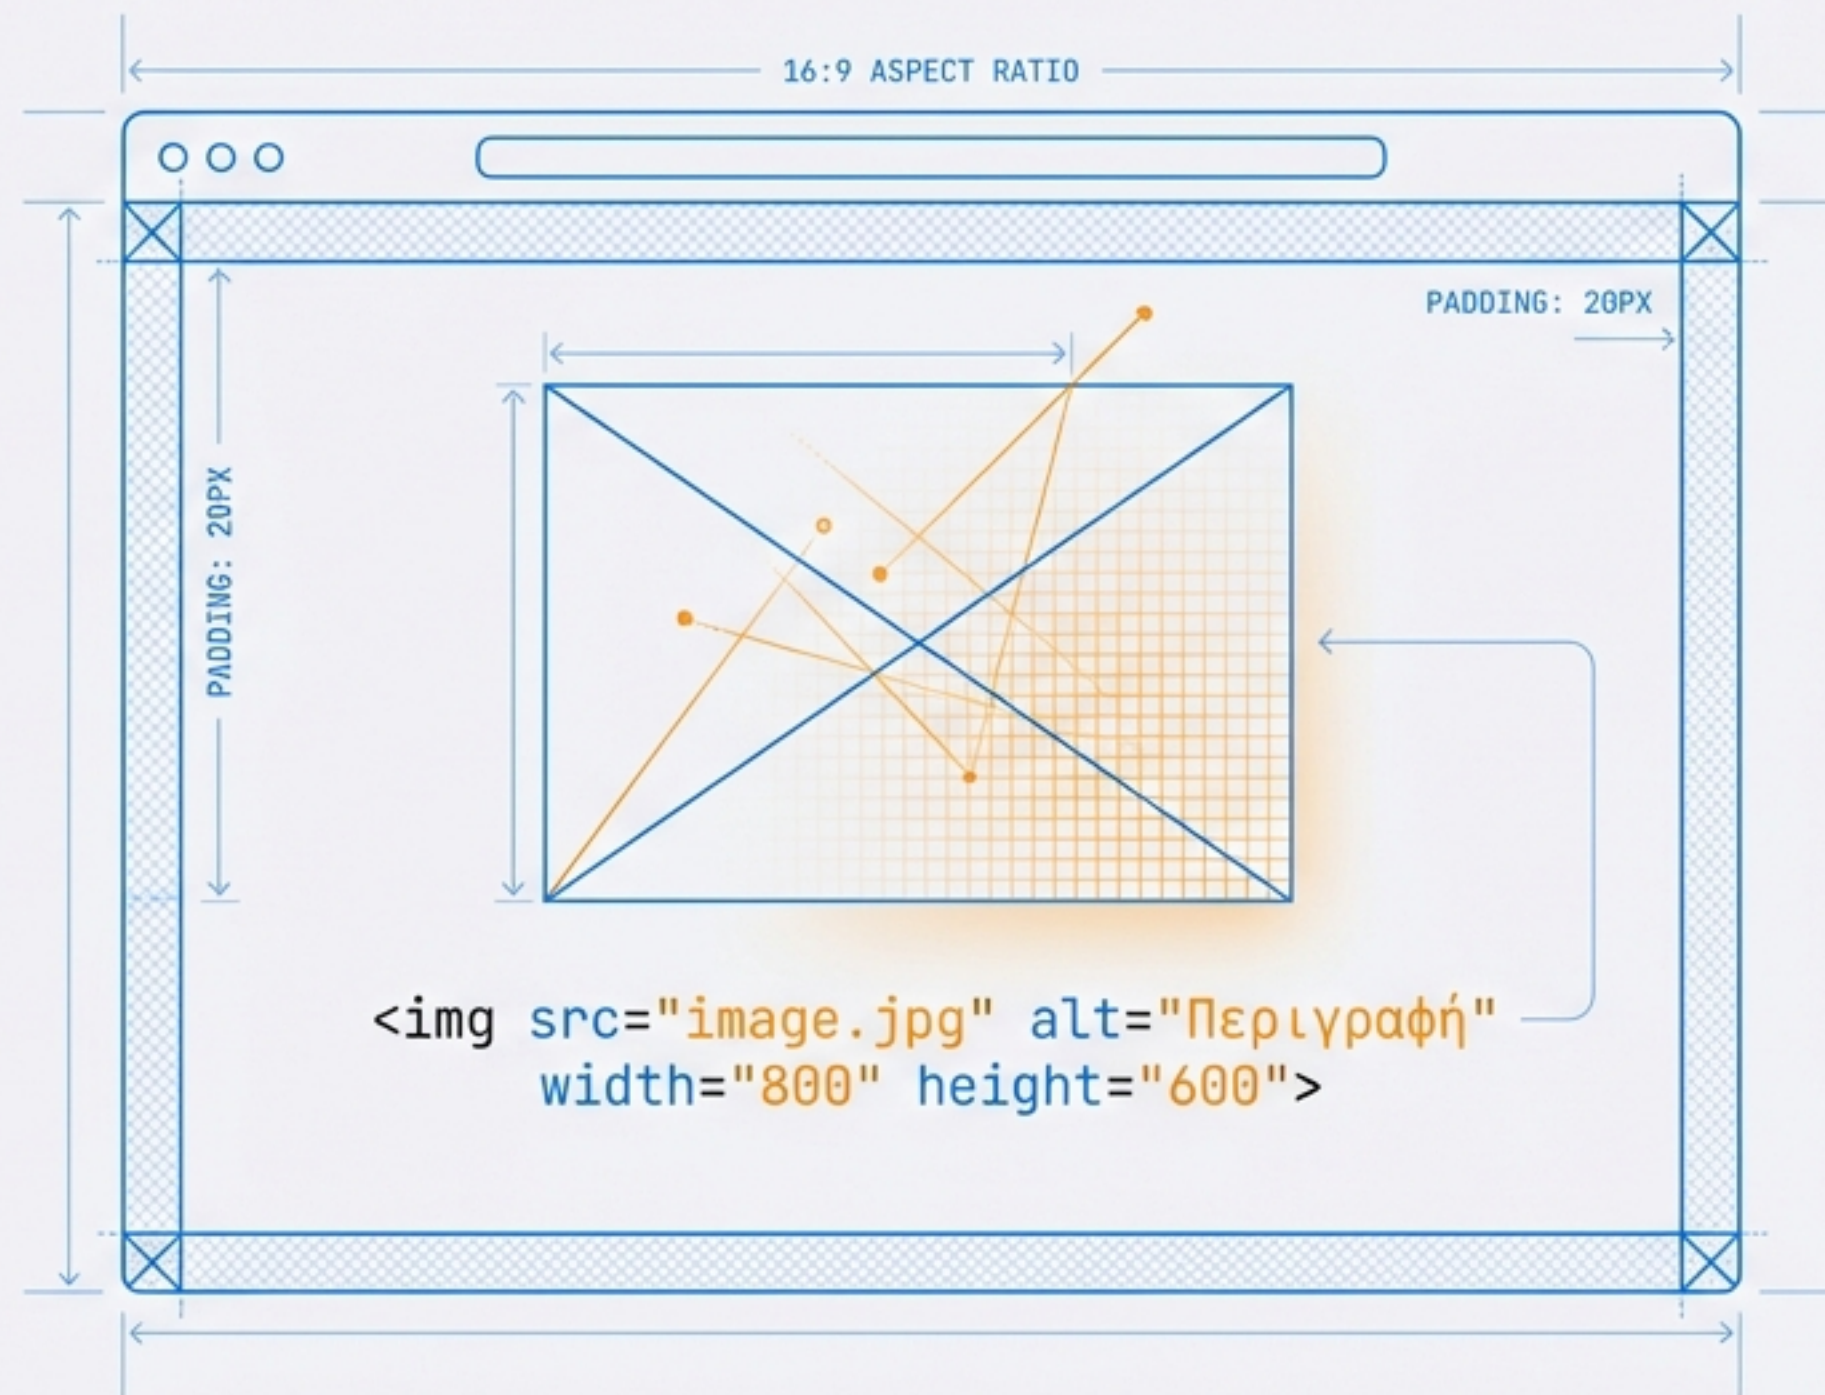 16:9 ASPECT RATIO
PADDING: 20PX
PADDING: 20PX
<img src="image.jpg" alt="Περιγραφή"
width="800" height="600">